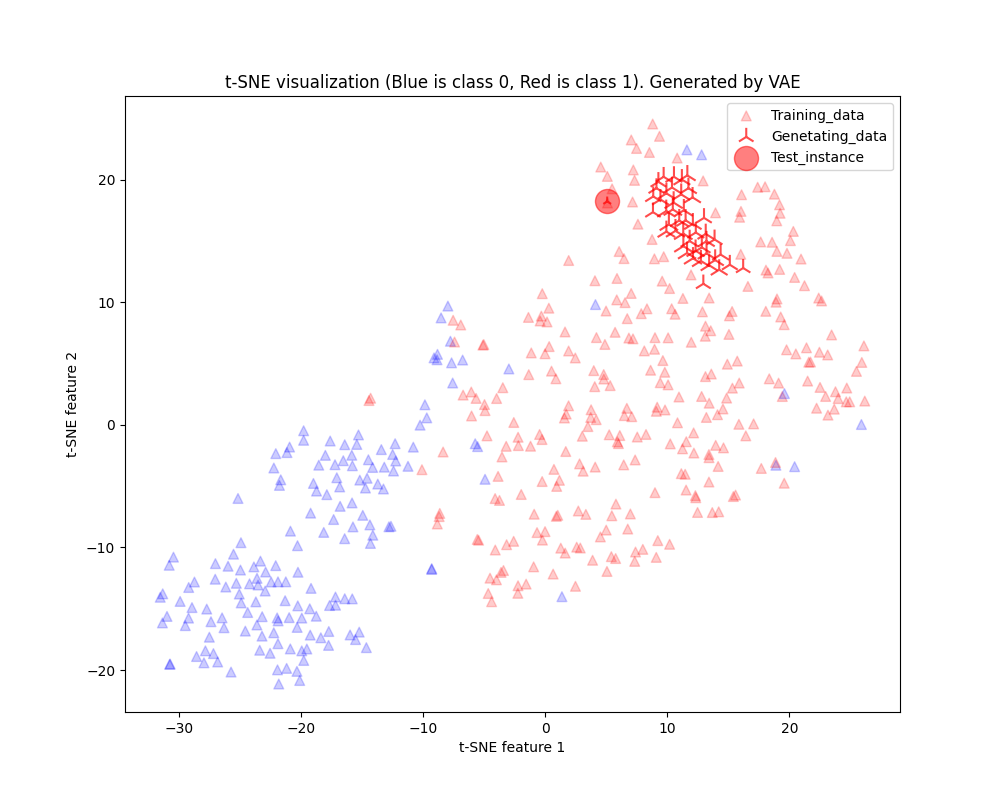 t-SNE visualization (Blue is class 0, Red is class 1). Generated by VAE
Training_data
Genetating_data
Test_instance
t-SNE feature 2
20
10
0
−10
−20
−30
−20
−10
0
10
20
t-SNE feature 1